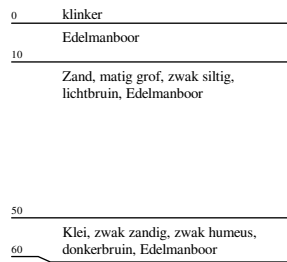 0 klinker
Edelmanboor
10
Zand, matig grof, zwak siltig,
lichtbruin, Edelmanboor
50
Klei, zwak zandig, zwak humeus,
60 donkerbruin, Edelmanboor